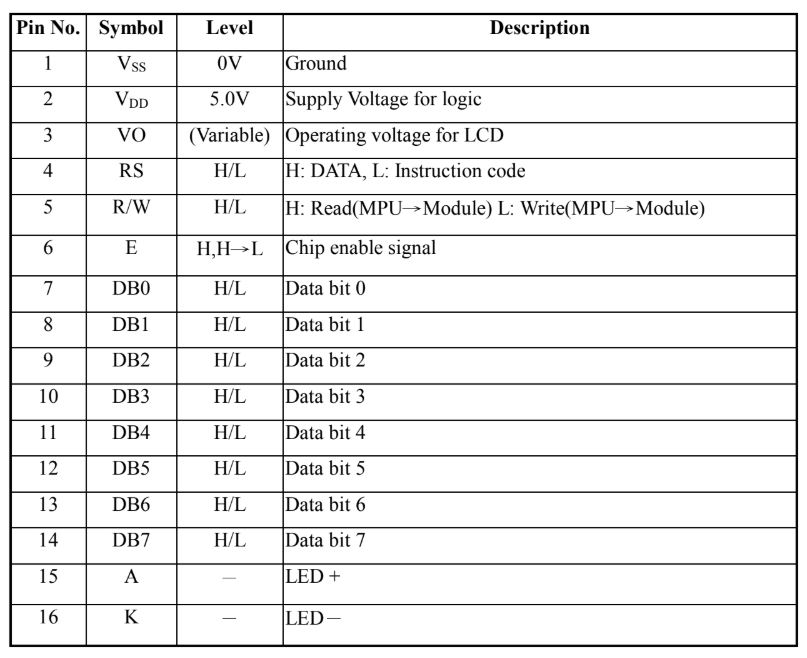 Pin No. Symbol Level Description
1 VSS 0V Ground
2 VDD 5.0V Supply Voltage for logic
3 VO (Variable) Operating voltage for LCD
4 RS H/L H: DATA, L: Instruction code
5 R/W H/L H: Read(MPU→Module) L: Write(MPU→Module)
6 E H,H→L Chip enable signal
7 DB0 H/L Data bit 0
8 DB1 H/L Data bit 1
9 DB2 H/L Data bit 2
10 DB3 H/L Data bit 3
11 DB4 H/L Data bit 4
12 DB5 H/L Data bit 5
13 DB6 H/L Data bit 6
14 DB7 H/L Data bit 7
15 A — LED +
16 K — LED—